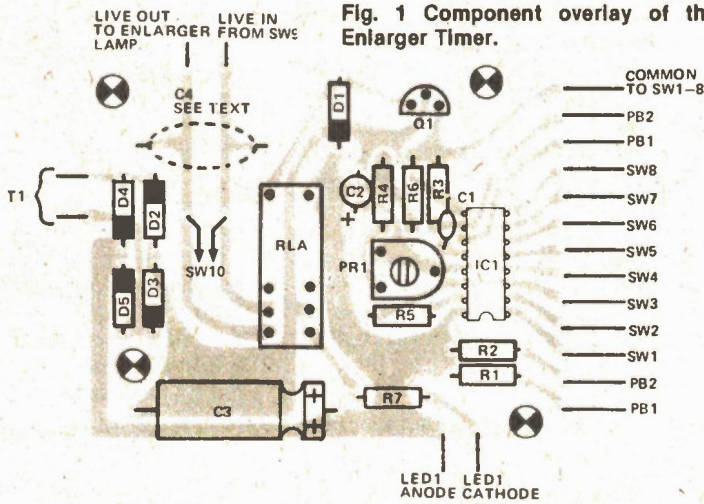 Fig. 1 Component overlay of th
Enlarger Timer.
LIVE OUT
TO ENLARGER
LAMP
LIVE IN
FROM SW9
C4
SEE TEXT
D1
Q1
COMMON
TO SW1–8
PB2
PB1
SW8
SW7
SW6
SW5
SW4
SW3
SW2
SW1
PB2
PB1
T1
D4
D2
D5
D3
SW10
RLA
C2
+
R4
R6
R3
C1
PR1
IC1
R5
R2
R1
C3
+
+
R7
LED1
ANODE
LED1
CATHODE